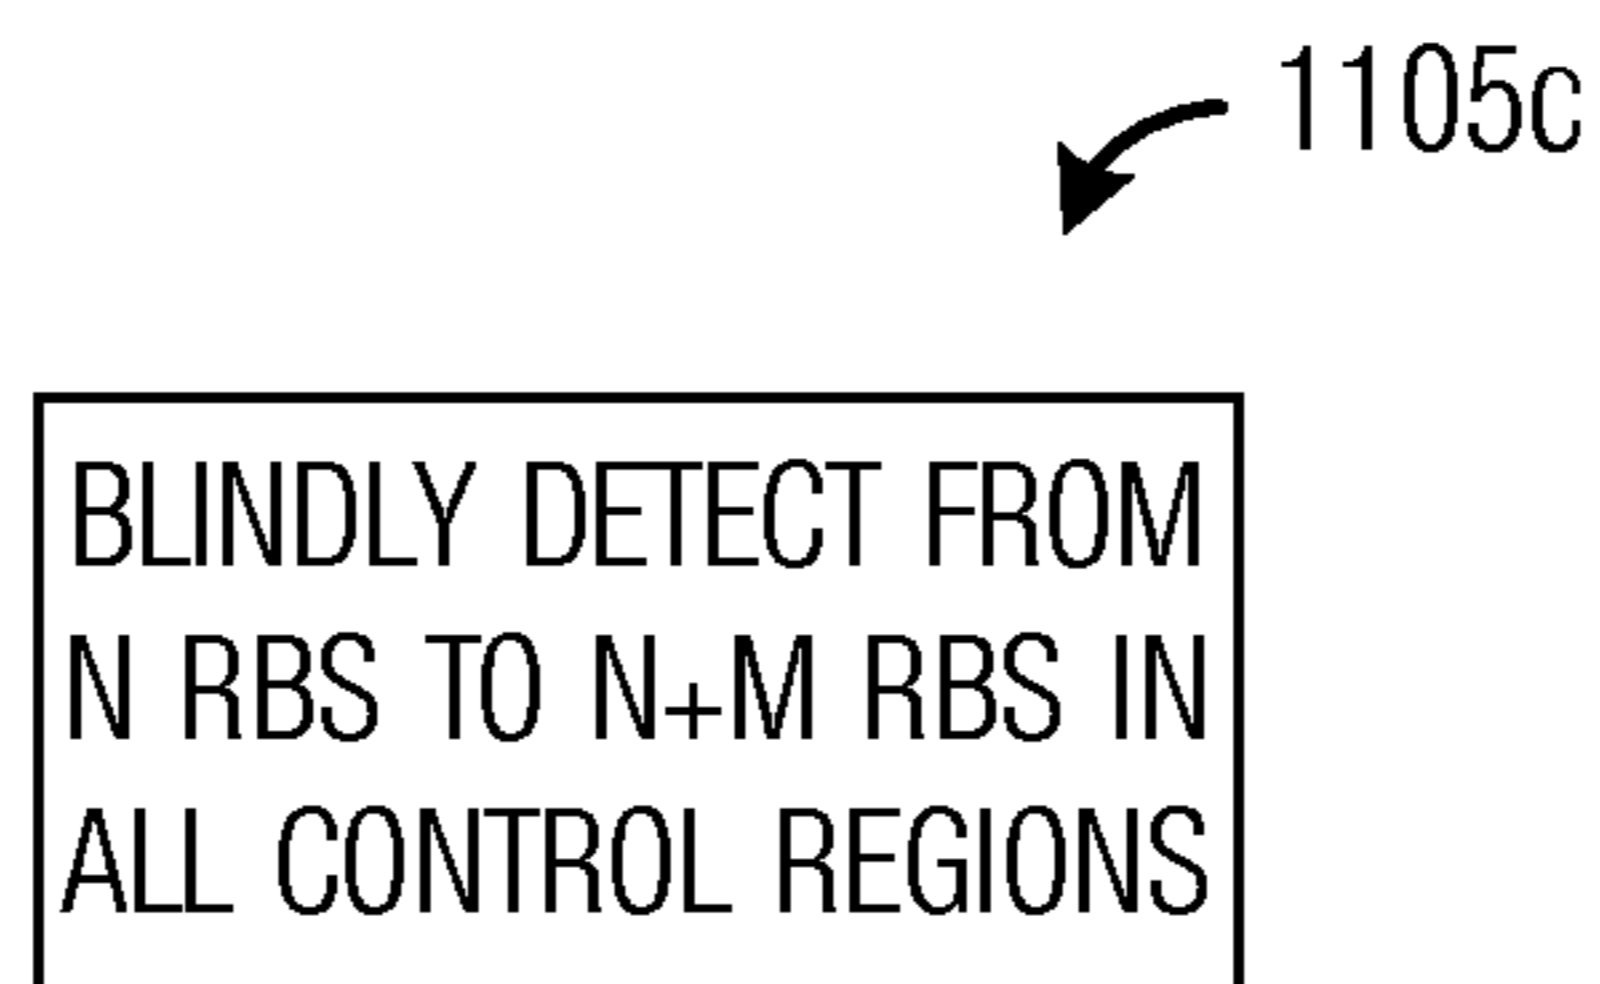 1105c
BLINDLY DETECT FROM
N RBS TO N+M RBS IN
ALL CONTROL REGIONS